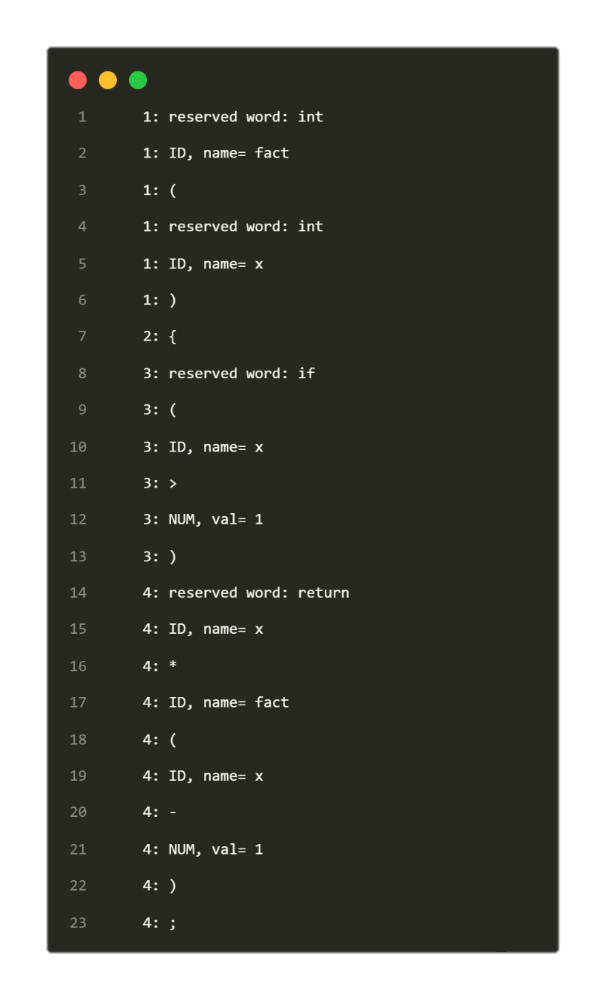 1 1: reserved word: int
2 1: ID, name= fact
3 1: (
4 1: reserved word: int
5 1: ID, name= x
6 1: )
7 2: {
8 3: reserved word: if
9 3: (
10 3: ID, name= x
11 3: >
12 3: NUM, val= 1
13 3: )
14 4: reserved word: return
15 4: ID, name= x
16 4: *
17 4: ID, name= fact
18 4: (
19 4: ID, name= x
20 4: -
21 4: NUM, val= 1
22 4: )
23 4: ;